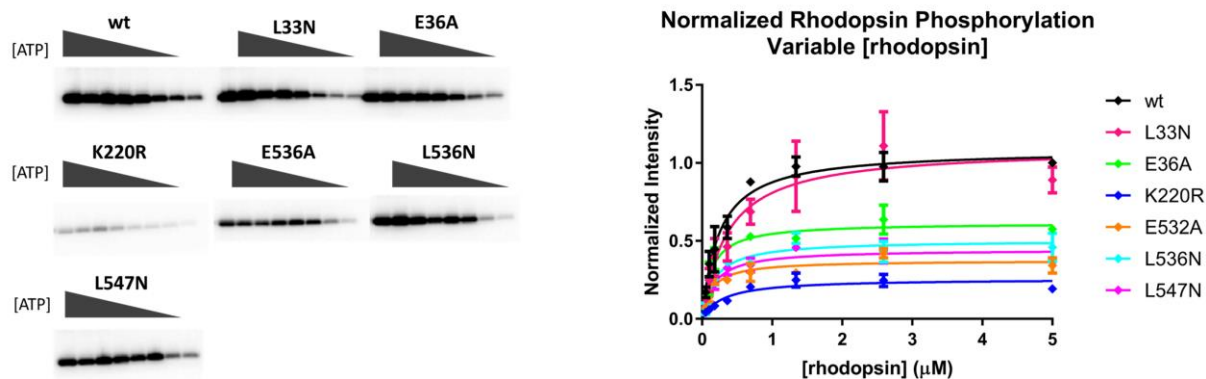 wt
L33N
E36A
[ATP]
K220R
E536A
L536N
[ATP]
L547N
[ATP]
Normalized Rhodopsin Phosphorylation
Variable [rhodopsin]
Normalized Intensity
1.5
1.0
0.5
0.0
0
1
2
3
4
5
[rhodopsin] (μM)
wt
L33N
E36A
K220R
E532A
L536N
L547N